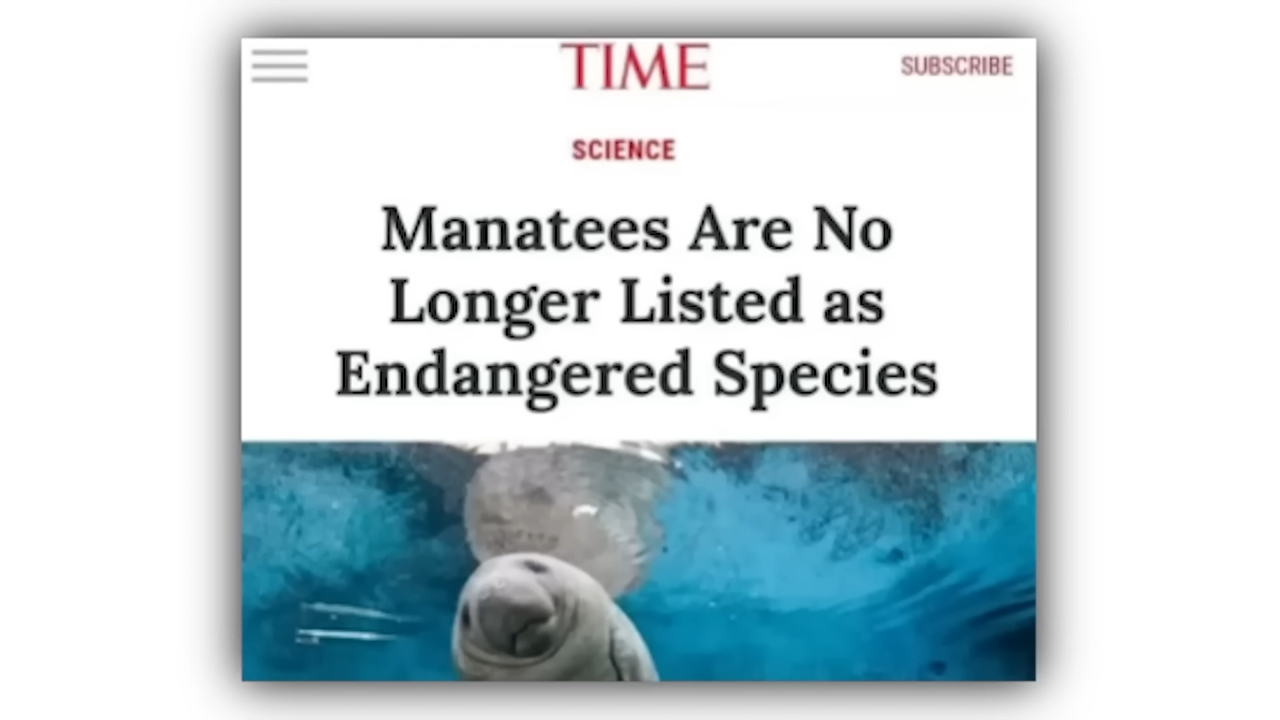 TIME
SUBSCRIBE
SCIENCE
Manatees Are No
Longer Listed as
Endangered Species